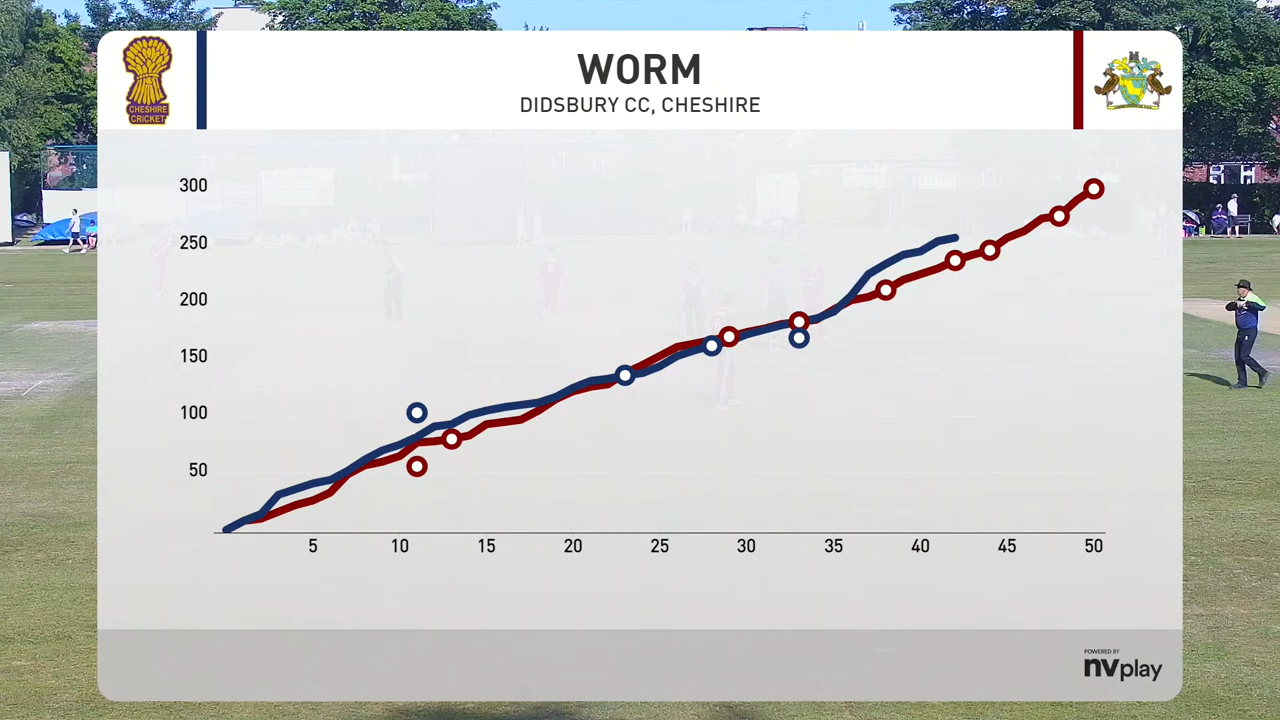 CHESHIRE
CRICKET
WORM
DIDSBURY CC, CHESHIRE
300
250
200
150
100
50
5 10 15 20 25 30 35 40 45 50
POWERED BY
nvplay